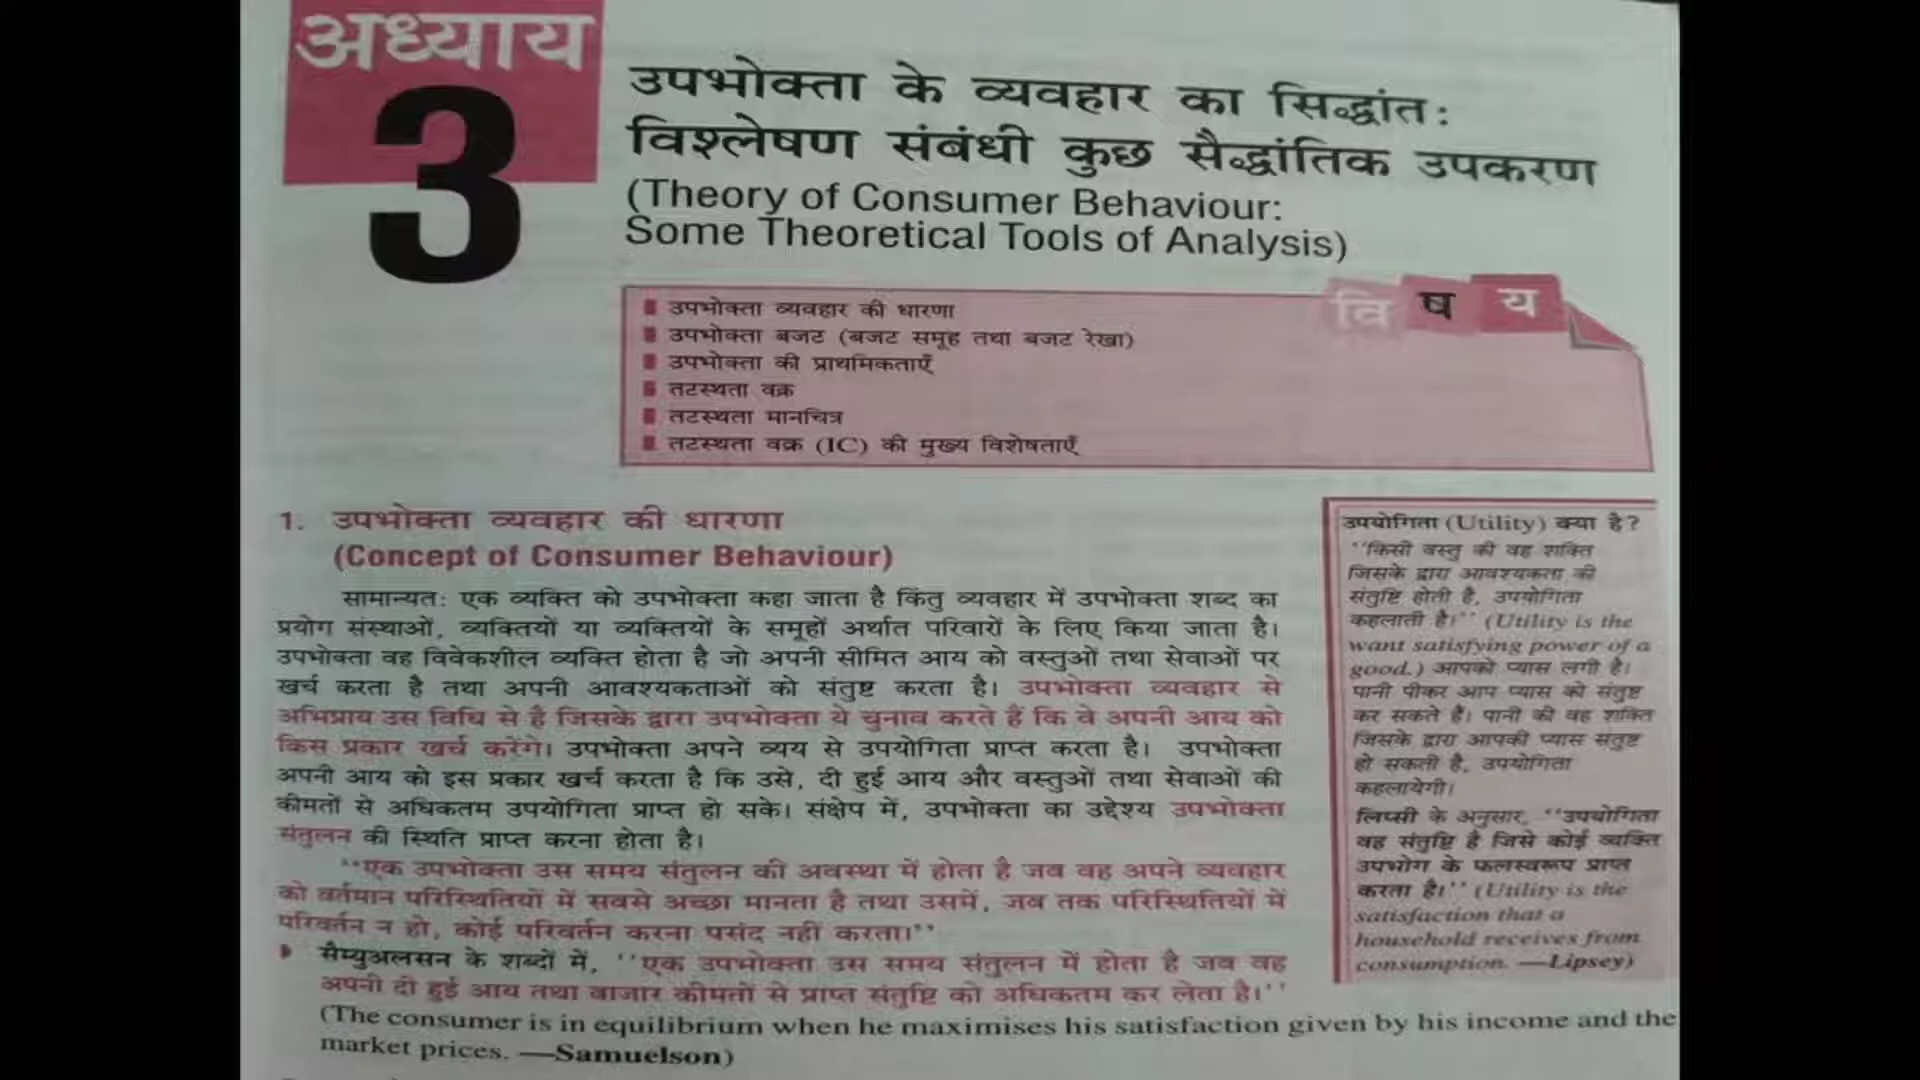 अध्याय
3
उपभोक्ता के व्यवहार का सिद्धांत:
विश्लेषण संबंधी कुछ सैद्धांतिक उपकरण
(Theory of Consumer Behaviour:
Some Theoretical Tools of Analysis)
वि ष य
उपभोक्ता व्यवहार की धारणा
उपभोक्ता बजट (बजट समूह तथा बजट रेखा)
उपभोक्ता की प्राथमिकताएँ
तटस्थता वक्र
तटस्थता मानचित्र
तटस्थता वक्र (IC) की मुख्य विशेषताएँ
1. उपभोक्ता व्यवहार की धारणा
(Concept of Consumer Behaviour)
सामान्यत: एक व्यक्ति को उपभोक्ता कहा जाता है किंतु व्यवहार में उपभोक्ता शब्द का
प्रयोग संस्थाओं, व्यक्तियों या व्यक्तियों के समूहों अर्थात परिवारों के लिए किया जाता है।
उपभोक्ता वह विवेकशील व्यक्ति होता है जो अपनी सीमित आय को वस्तुओं तथा सेवाओं पर
खर्च करता है तथा अपनी आवश्यकताओं को संतुष्ट करता है। उपभोक्ता व्यवहार से
अभिप्राय उस विधि से है जिसके द्वारा उपभोक्ता ये चुनाव करते हैं कि वे अपनी आय को
किस प्रकार खर्च करेंगे। उपभोक्ता अपने व्यय से उपयोगिता प्राप्त करता है। उपभोक्ता
अपनी आय को इस प्रकार खर्च करता है कि उसे, दी हुई आय और वस्तुओं तथा सेवाओं की
कीमतों से अधिकतम उपयोगिता प्राप्त हो सके। संक्षेप में, उपभोक्ता का उद्देश्य उपभोक्ता
संतुलन की स्थिति प्राप्त करना होता है।
‘‘एक उपभोक्ता उस समय संतुलन की अवस्था में होता है जब वह अपने व्यवहार
को वर्तमान परिस्थितियों में सबसे अच्छा मानता है तथा उसमें, जब तक परिस्थितियों में
परिवर्तन न हो, कोई परिवर्तन करना पसंद नहीं करता।’’
सैम्युअलसन के शब्दों में, ‘‘एक उपभोक्ता उस समय संतुलन में होता है जब वह
अपनी दी हुई आय तथा बाजार कीमतों से प्राप्त संतुष्टि को अधिकतम कर लेता है।’’
(The consumer is in equilibrium when he maximises his satisfaction given by his income and the
market prices. —Samuelson)
उपयोगिता (Utility) क्या है?
‘‘किसी वस्तु की वह शक्ति
जिसके द्वारा आवश्यकता की
संतुष्टि होती है, उपयोगिता
कहलाती है।’’ (Utility is the
want satisfying power of a
good.) आपको प्यास लगी है।
पानी पीकर आप प्यास को संतुष्ट
कर सकते हैं। पानी की वह शक्ति
जिसके द्वारा आपकी प्यास संतुष्ट
हो सकती है, उपयोगिता
कहलायेगी।
लिप्सी के अनुसार, ‘‘उपयोगिता
वह संतुष्टि है जिसे कोई व्यक्ति
उपभोग के फलस्वरूप प्राप्त
करता है।’’ (Utility is the
satisfaction that a
household receives from
consumption. —Lipsey)